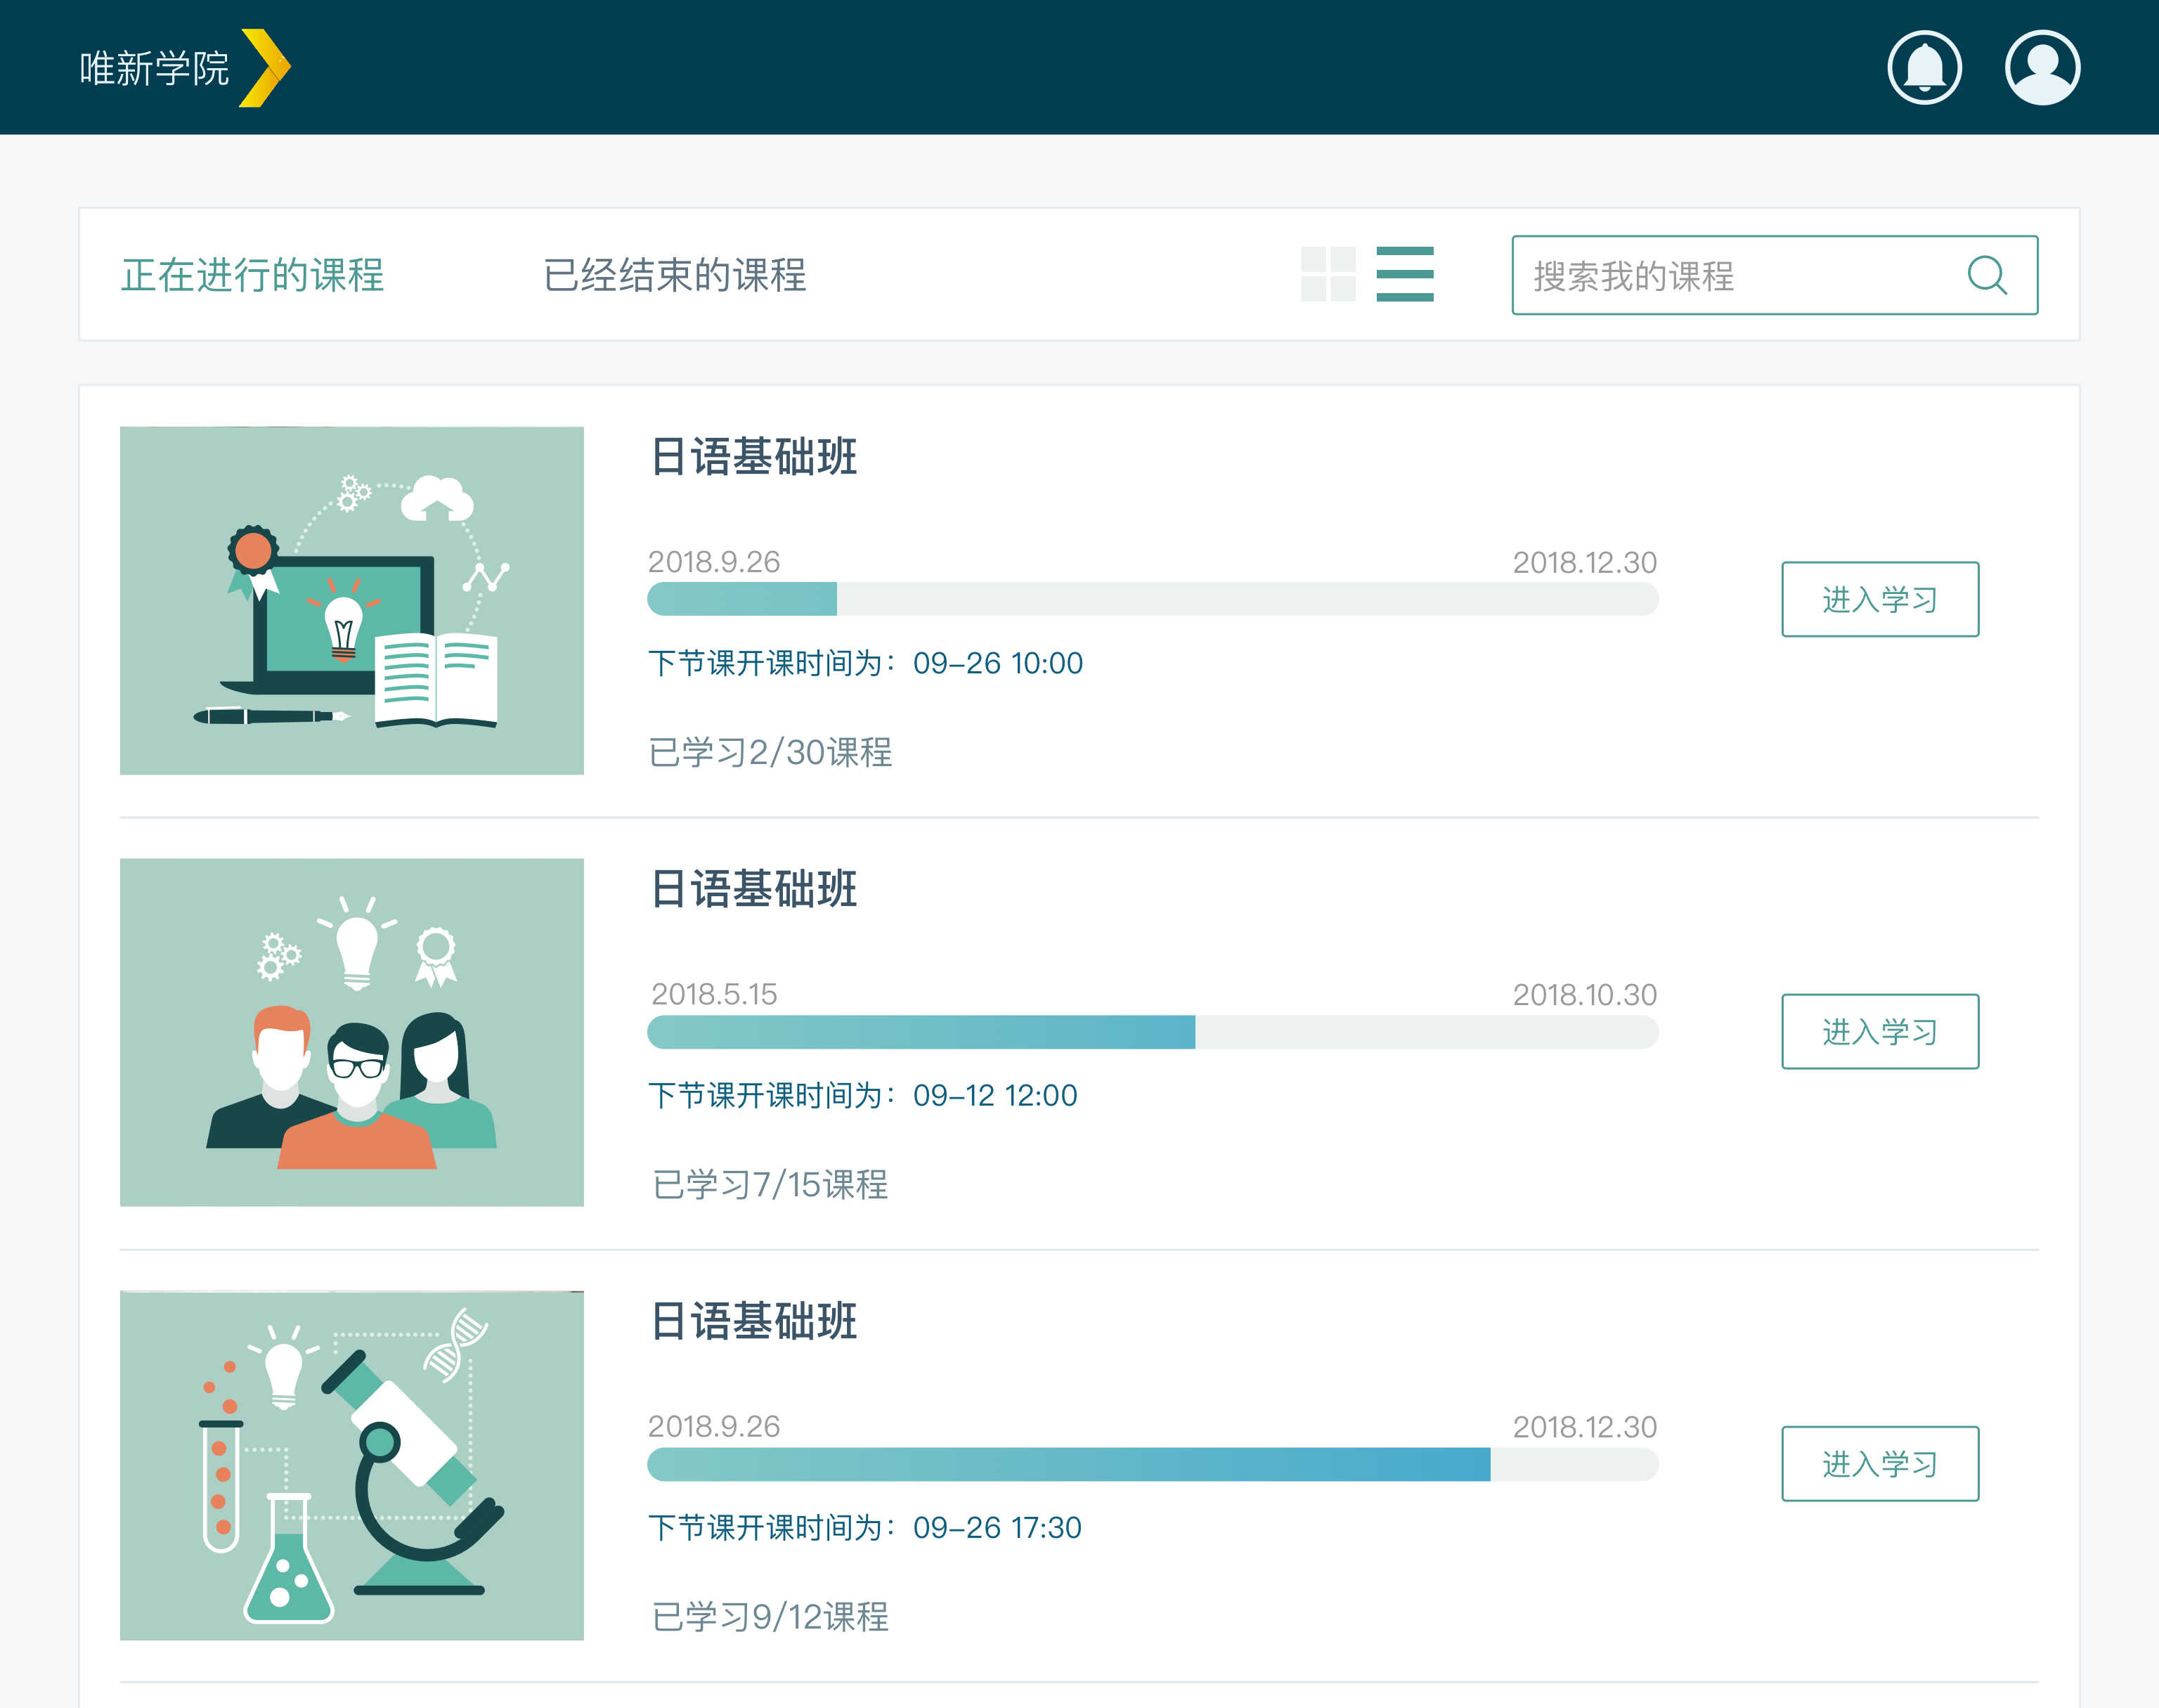 唯新学院
正在进行的课程 已经结束的课程 搜索我的课程
日语基础班
2018.9.26 2018.12.30
进入学习
下节课开课时间为：09–26 10:00
已学习2/30课程
日语基础班
2018.5.15 2018.10.30
进入学习
下节课开课时间为：09–12 12:00
已学习7/15课程
日语基础班
2018.9.26 2018.12.30
进入学习
下节课开课时间为：09–26 17:30
已学习9/12课程